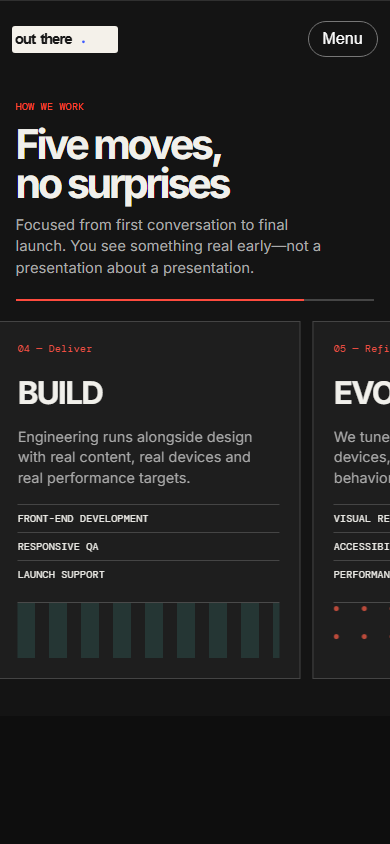 out there .
Menu
HOW WE WORK
Five moves,
no surprises
Focused from first conversation to final
launch. You see something real early—not a
presentation about a presentation.
04 — Deliver
BUILD
Engineering runs alongside design
with real content, real devices and
real performance targets.
FRONT-END DEVELOPMENT
RESPONSIVE QA
LAUNCH SUPPORT
05 — Refi
EVO
We tune
devices,
behavior
VISUAL RE
ACCESSIBI
PERFORMAN